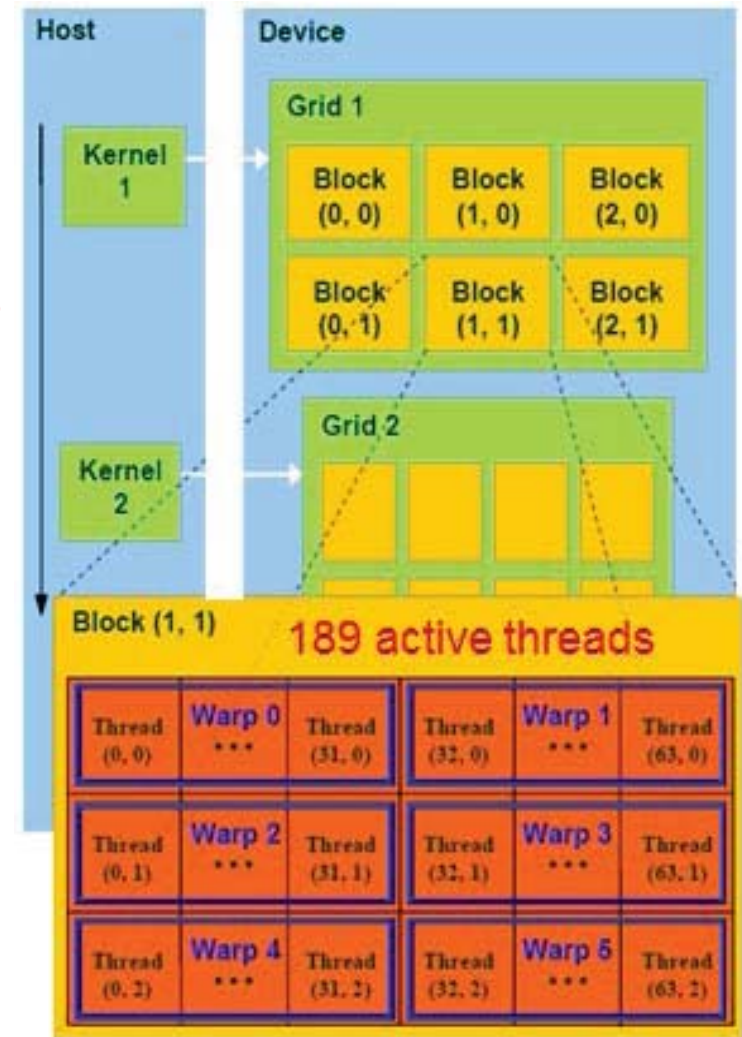 Host
Device
Grid 1
Kernel
1
Block
(0, 0)
Block
(1, 0)
Block
(2, 0)
Block
(0, 1)
Block
(1, 1)
Block
(2, 1)
Grid 2
Kernel
2
Block (1, 1)
189 active threads
Thread
(0, 0)
Warp 0
•••
Thread
(31, 0)
Thread
(32, 0)
Warp 1
•••
Thread
(63, 0)
Thread
(0, 1)
Warp 2
•••
Thread
(31, 1)
Thread
(32, 1)
Warp 3
•••
Thread
(63, 1)
Thread
(0, 2)
Warp 4
•••
Thread
(31, 2)
Thread
(32, 2)
Warp 5
•••
Thread
(63, 2)